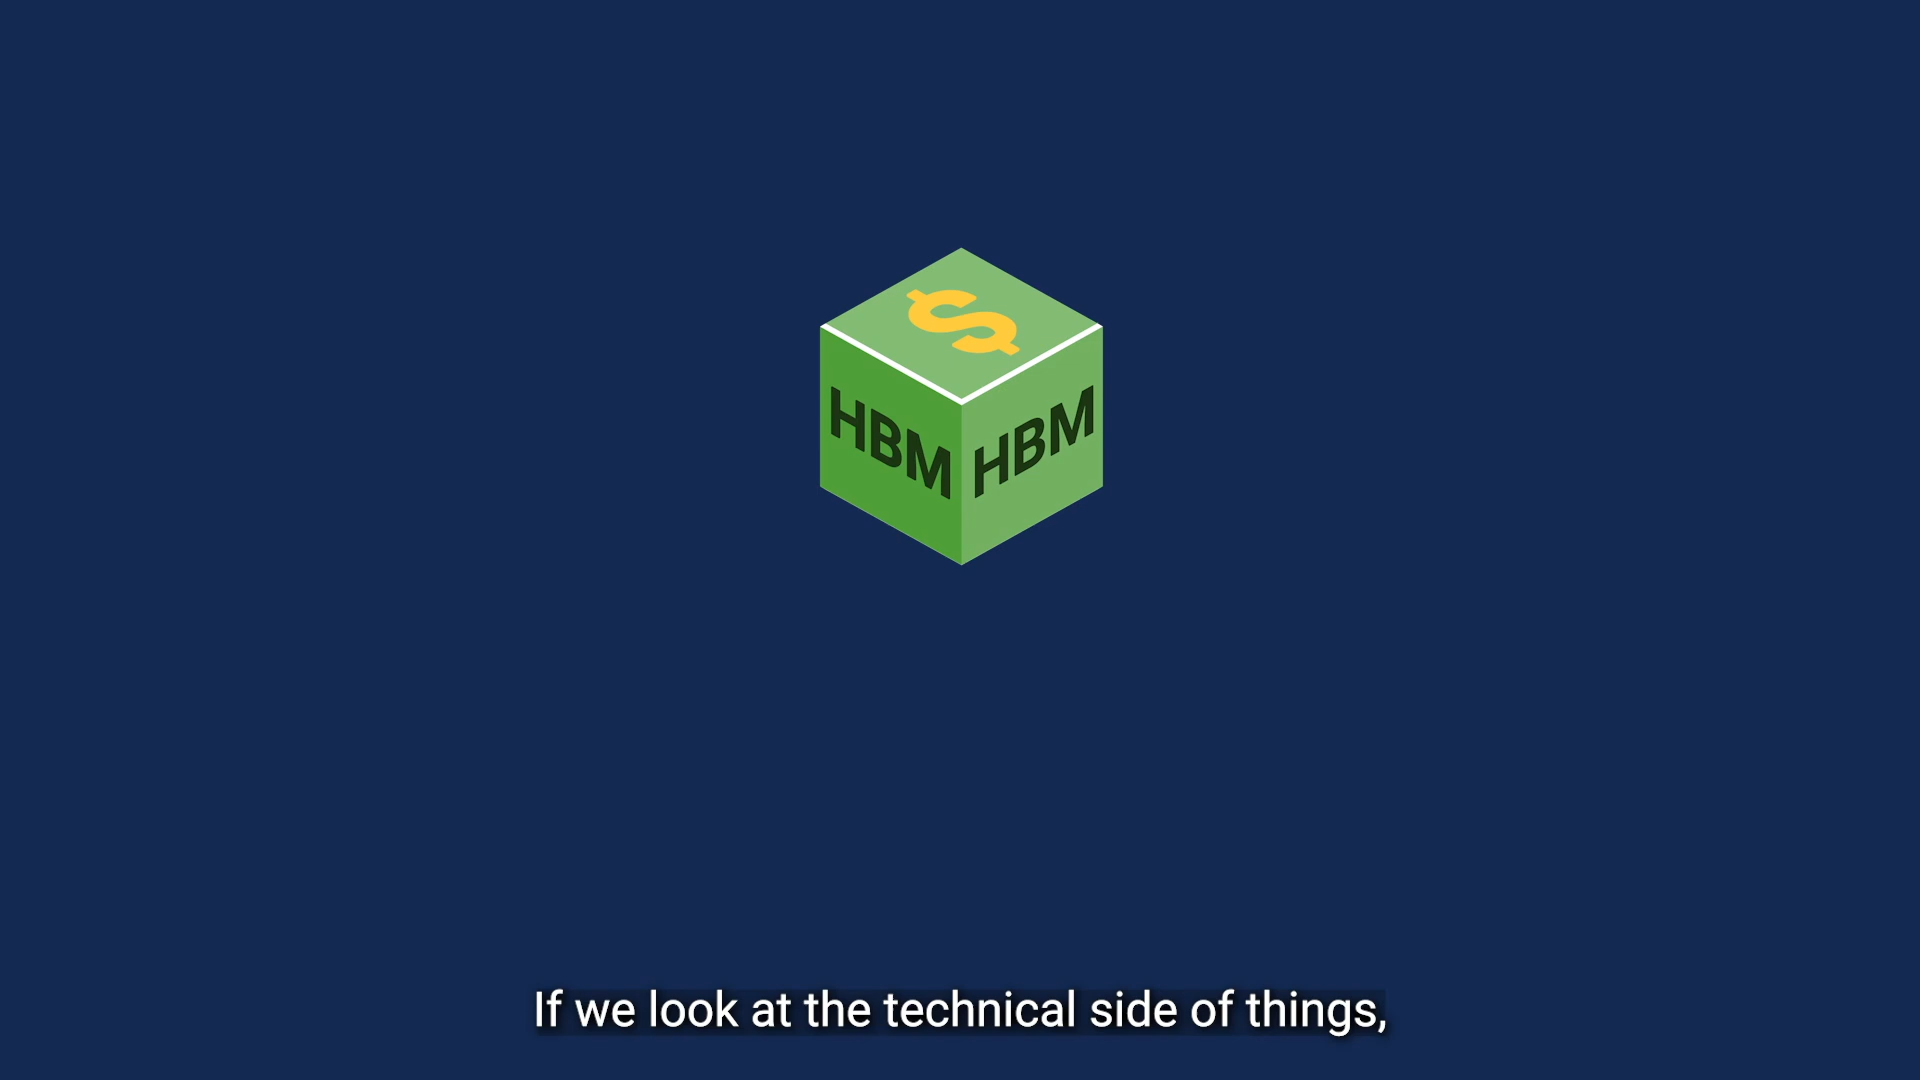 $
HBM HBM
If we look at the technical side of things,